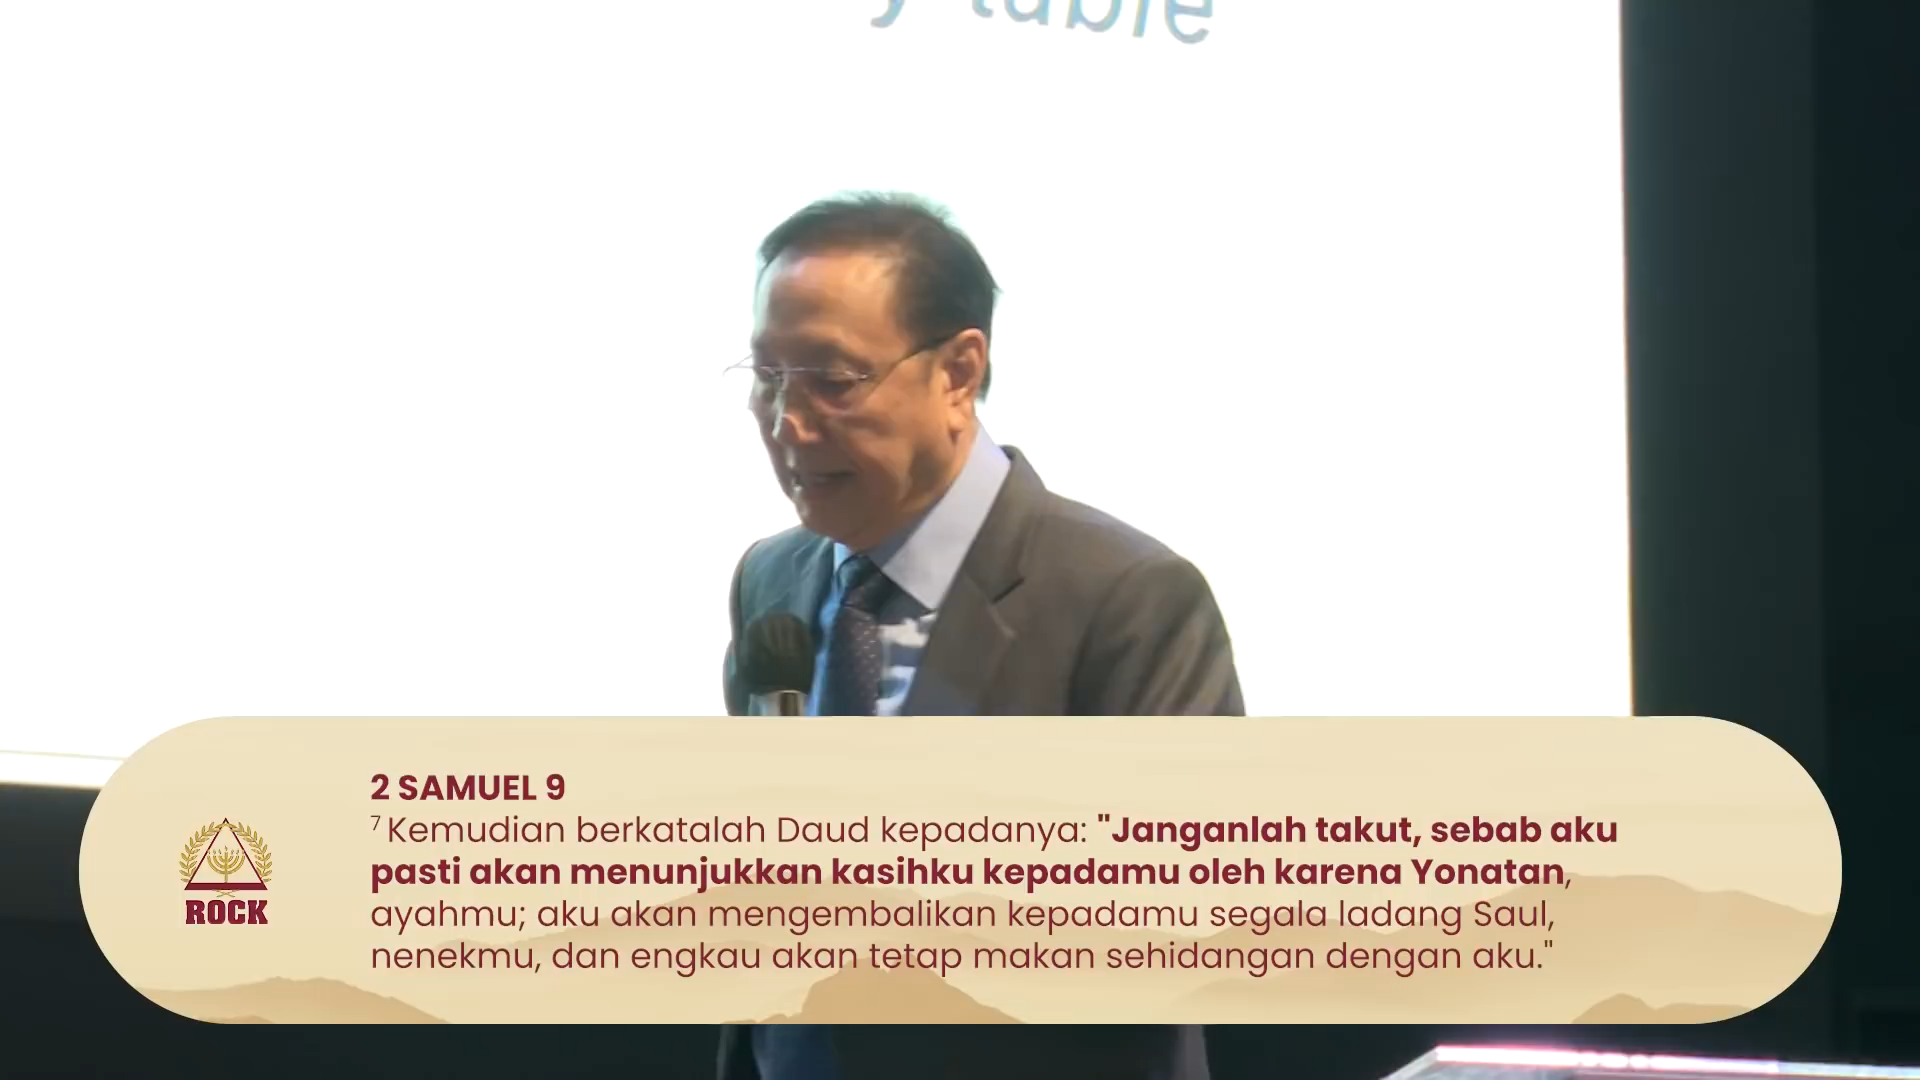 table
2 SAMUEL 9
7 Kemudian berkatalah Daud kepadanya: "Janganlah takut, sebab aku
pasti akan menunjukkan kasihku kepadamu oleh karena Yonatan,
ayahmu; aku akan mengembalikan kepadamu segala ladang Saul,
nenekmu, dan engkau akan tetap makan sehidangan dengan aku."
ROCK